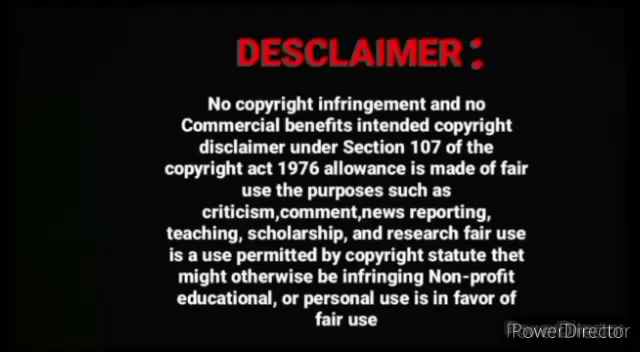 DESCLAIMER:
No copyright infringement and no
Commercial benefits intended copyright
disclaimer under Section 107 of the
copyright act 1976 allowance is made of fair
use the purposes such as
criticism,comment,news reporting,
teaching, scholarship, and research fair use
is a use permitted by copyright statute thet
might otherwise be infringing Non-profit
educational, or personal use is in favor of
fair use
PowerDirector